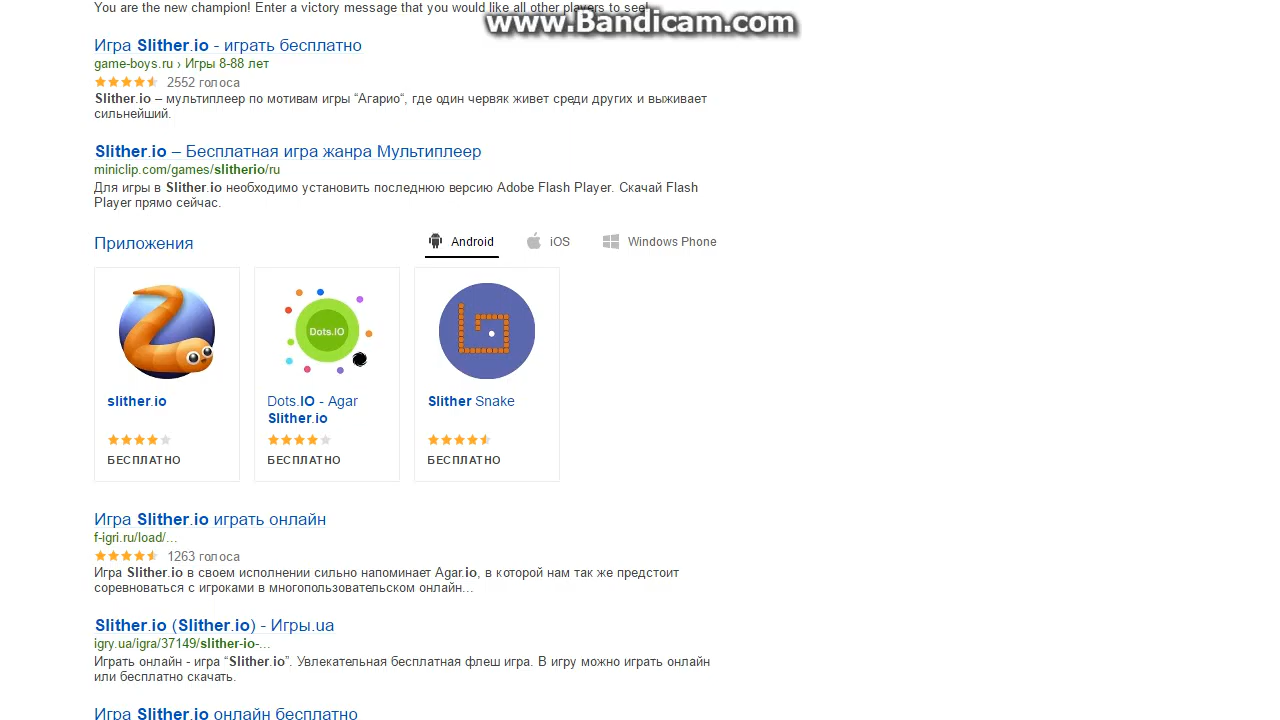 You are the new champion! Enter a victory message that you would like all other players to see!
www.Bandicam.com
Игра Slither.io - играть бесплатно
game-boys.ru › Игры 8-88 лет
2552 голоса
Slither.io – мультиплеер по мотивам игры “Агарио“, где один червяк живет среди других и выживает
сильнейший.
Slither.io – Бесплатная игра жанра Мультиплеер
miniclip.com/games/slitherio/ru
Для игры в Slither.io необходимо установить последнюю версию Adobe Flash Player. Скачай Flash
Player прямо сейчас.
Приложения
Android
iOS
Windows Phone
Dots.IO
slither.io
БЕСПЛАТНО
Dots.IO - Agar
Slither.io
БЕСПЛАТНО
Slither Snake
БЕСПЛАТНО
Игра Slither.io играть онлайн
f-igri.ru/load/...
1263 голоса
Игра Slither.io в своем исполнении сильно напоминает Agar.io, в которой нам так же предстоит
соревноваться с игроками в многопользовательском онлайн...
Slither.io (Slither.io) - Игры.ua
igry.ua/igra/37149/slither-io-...
Играть онлайн - игра “Slither.io”. Увлекательная бесплатная флеш игра. В игру можно играть онлайн
или бесплатно скачать.
Игра Slither.io онлайн бесплатно